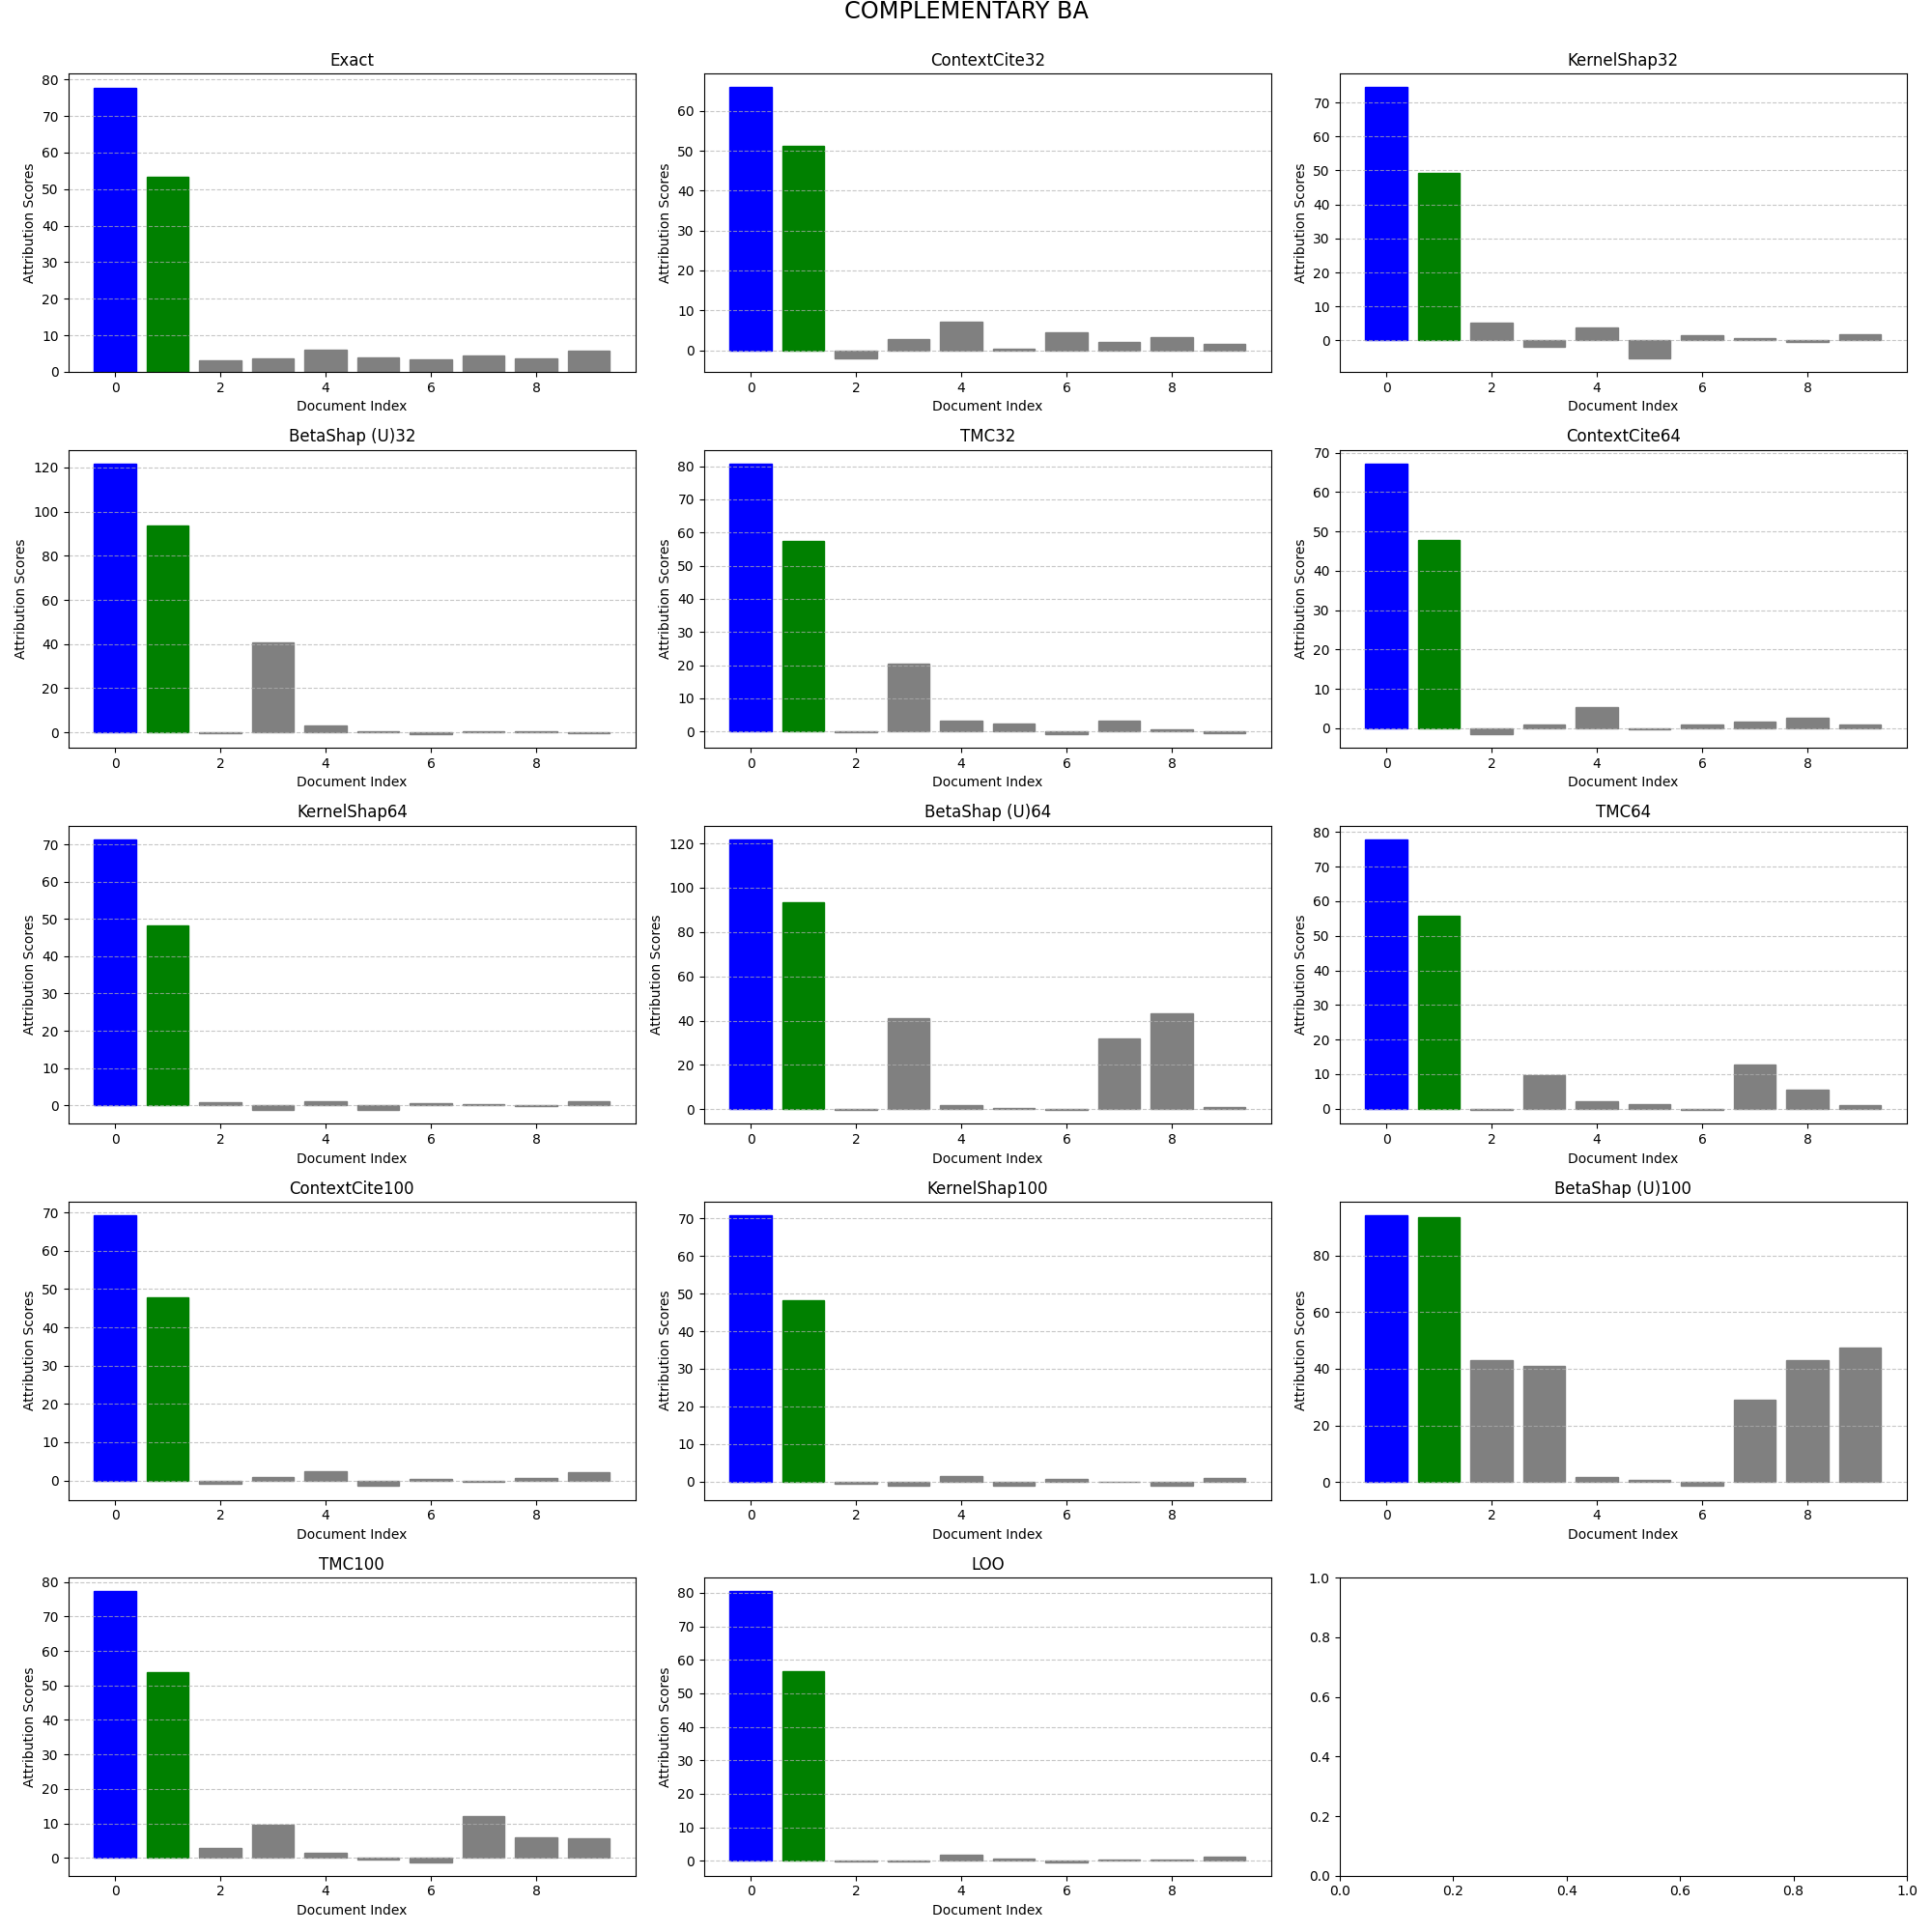 COMPLEMENTARY BA
Exact
Attribution Scores
80
70
60
50
40
30
20
10
0
0 2 4 6 8
Document Index
ContextCite32
Attribution Scores
60
50
40
30
20
10
0
0 2 4 6 8
Document Index
KernelShap32
Attribution Scores
70
60
50
40
30
20
10
0
0 2 4 6 8
Document Index
BetaShap (U)32
Attribution Scores
120
100
80
60
40
20
0
0 2 4 6 8
Document Index
TMC32
Attribution Scores
80
70
60
50
40
30
20
10
0
0 2 4 6 8
Document Index
ContextCite64
Attribution Scores
70
60
50
40
30
20
10
0
0 2 4 6 8
Document Index
KernelShap64
Attribution Scores
70
60
50
40
30
20
10
0
0 2 4 6 8
Document Index
BetaShap (U)64
Attribution Scores
120
100
80
60
40
20
0
0 2 4 6 8
Document Index
TMC64
Attribution Scores
80
70
60
50
40
30
20
10
0
0 2 4 6 8
Document Index
ContextCite100
Attribution Scores
70
60
50
40
30
20
10
0
0 2 4 6 8
Document Index
KernelShap100
Attribution Scores
70
60
50
40
30
20
10
0
0 2 4 6 8
Document Index
BetaShap (U)100
Attribution Scores
80
60
40
20
0
0 2 4 6 8
Document Index
TMC100
Attribution Scores
80
70
60
50
40
30
20
10
0
0 2 4 6 8
Document Index
LOO
Attribution Scores
80
70
60
50
40
30
20
10
0
0 2 4 6 8
Document Index
1.0
0.8
0.6
0.4
0.2
0.0
0.0 0.2 0.4 0.6 0.8 1.0